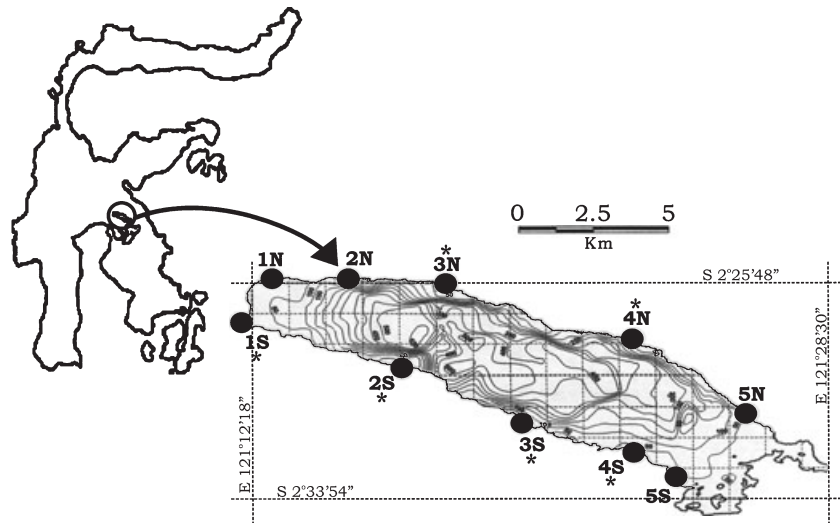 0 2.5 5
Km
1N 2N 3N
*
S 2°25'48"
4N
*
1S
*
2S
*
E 121°28'30"
5N
E 121°12'18"
3S
*
4S
*
5S
S 2°33'54"